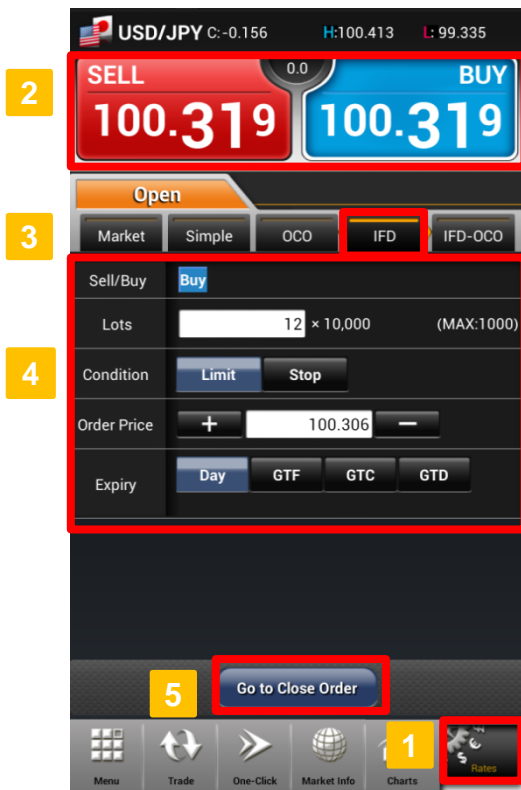 USD/JPY C:-0.156 H:100.413 L:99.335
2
SELL 0.0 BUY
100.319 100.319
Open
3
Market Simple OCO IFD IFD-OCO
4
Sell/Buy Buy
Lots 12 × 10,000 (MAX:1000)
Condition Limit Stop
Order Price + 100.306 −
Expiry Day GTF GTC GTD
5
Go to Close Order
1
Menu Trade One-Click Market Info Charts Rates